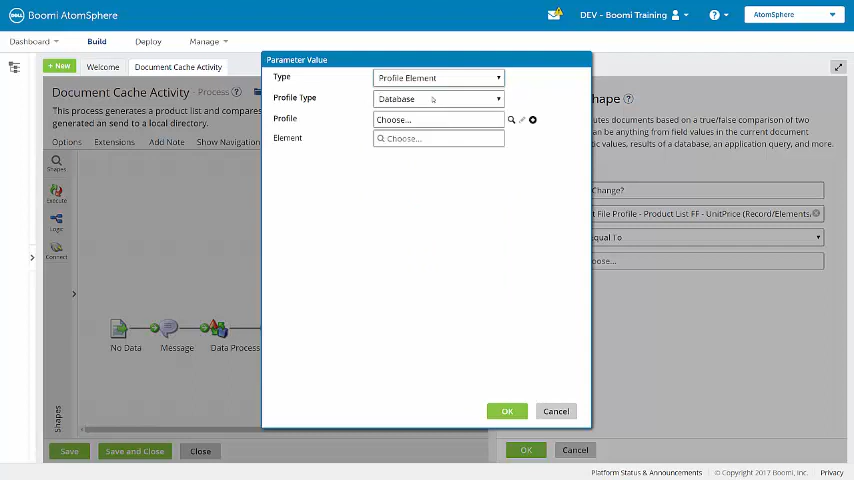 DELL Boomi AtomSphere
DEV - Boomi Training
AtomSphere
Dashboard
Build
Deploy
Manage
+ New
Welcome
Document Cache Activity
Document Cache Activity
This process generates a product list and compares
generated an send to a local directory.
Options
Extensions
Add Note
Show Navigation
Shapes
Execute
Logic
Connect
No Data
Message
Data Process
Shapes
Save
Save and Close
Close
Parameter Value
Type
Profile Element
Profile Type
Database
Profile
Choose...
Element
Choose...
OK
Cancel
hape
utes documents based on a true/false comparison of two
n be anything from field values in the current document
ic values, results of a database, an application query, and more.
Change?
t File Profile - Product List FF - UnitPrice (Record/Elements/
qual To
oose...
OK
Cancel
Platform Status & Announcements
© Copyright 2017 Boomi, Inc.
Privacy